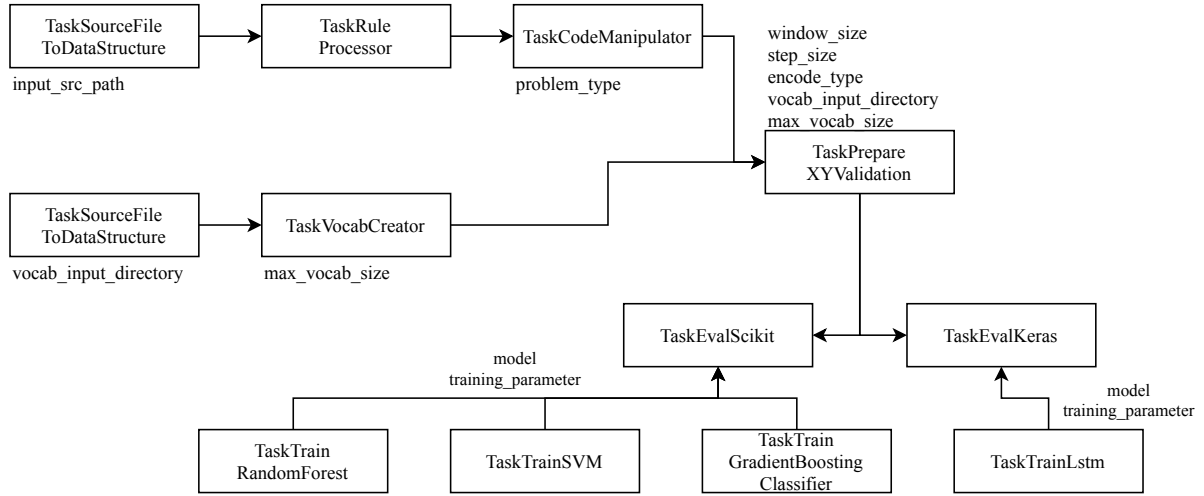 TaskSourceFile
ToDataStructure
input_src_path
TaskRule
Processor
TaskCodeManipulator
problem_type
window_size
step_size
encode_type
vocab_input_directory
max_vocab_size
TaskPrepare
XYValidation
TaskSourceFile
ToDataStructure
vocab_input_directory
TaskVocabCreator
max_vocab_size
TaskEvalScikit
TaskEvalKeras
model
training_parameter
model
training_parameter
TaskTrain
RandomForest
TaskTrainSVM
TaskTrain
GradientBoosting
Classifier
TaskTrainLstm